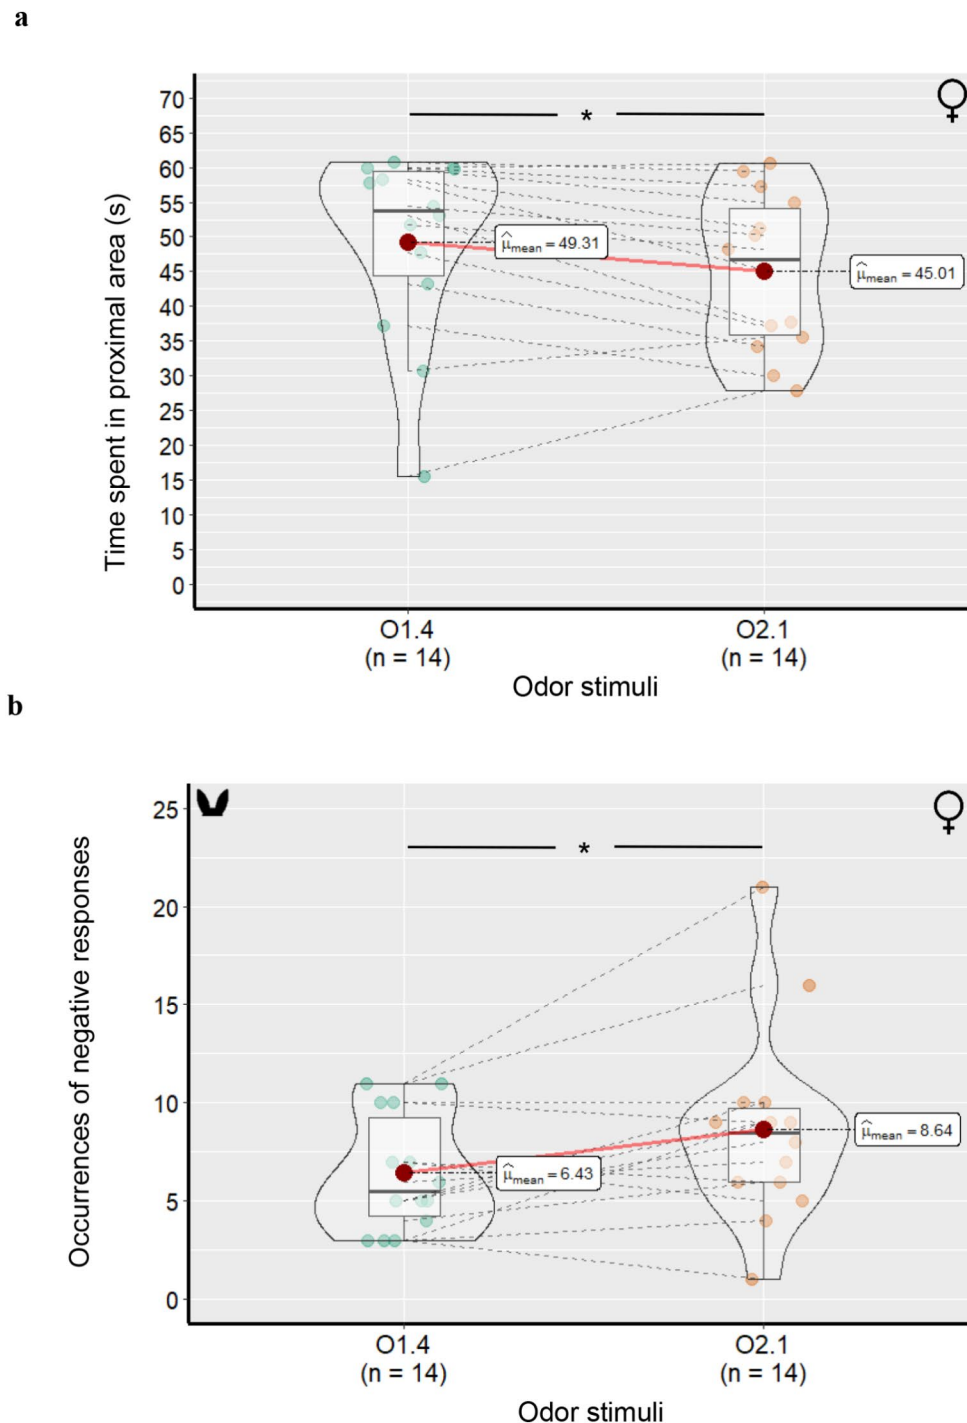 a
70
65
60
55
50
45
40
35
30
25
20
15
10
5
0
Time spent in proximal area (s)
*
μ̂mean = 49.31
μ̂mean = 45.01
O1.4
(n = 14)
O2.1
(n = 14)
Odor stimuli
b
25
20
15
10
5
0
Occurrences of negative responses
*
μ̂mean = 6.43
μ̂mean = 8.64
O1.4
(n = 14)
O2.1
(n = 14)
Odor stimuli